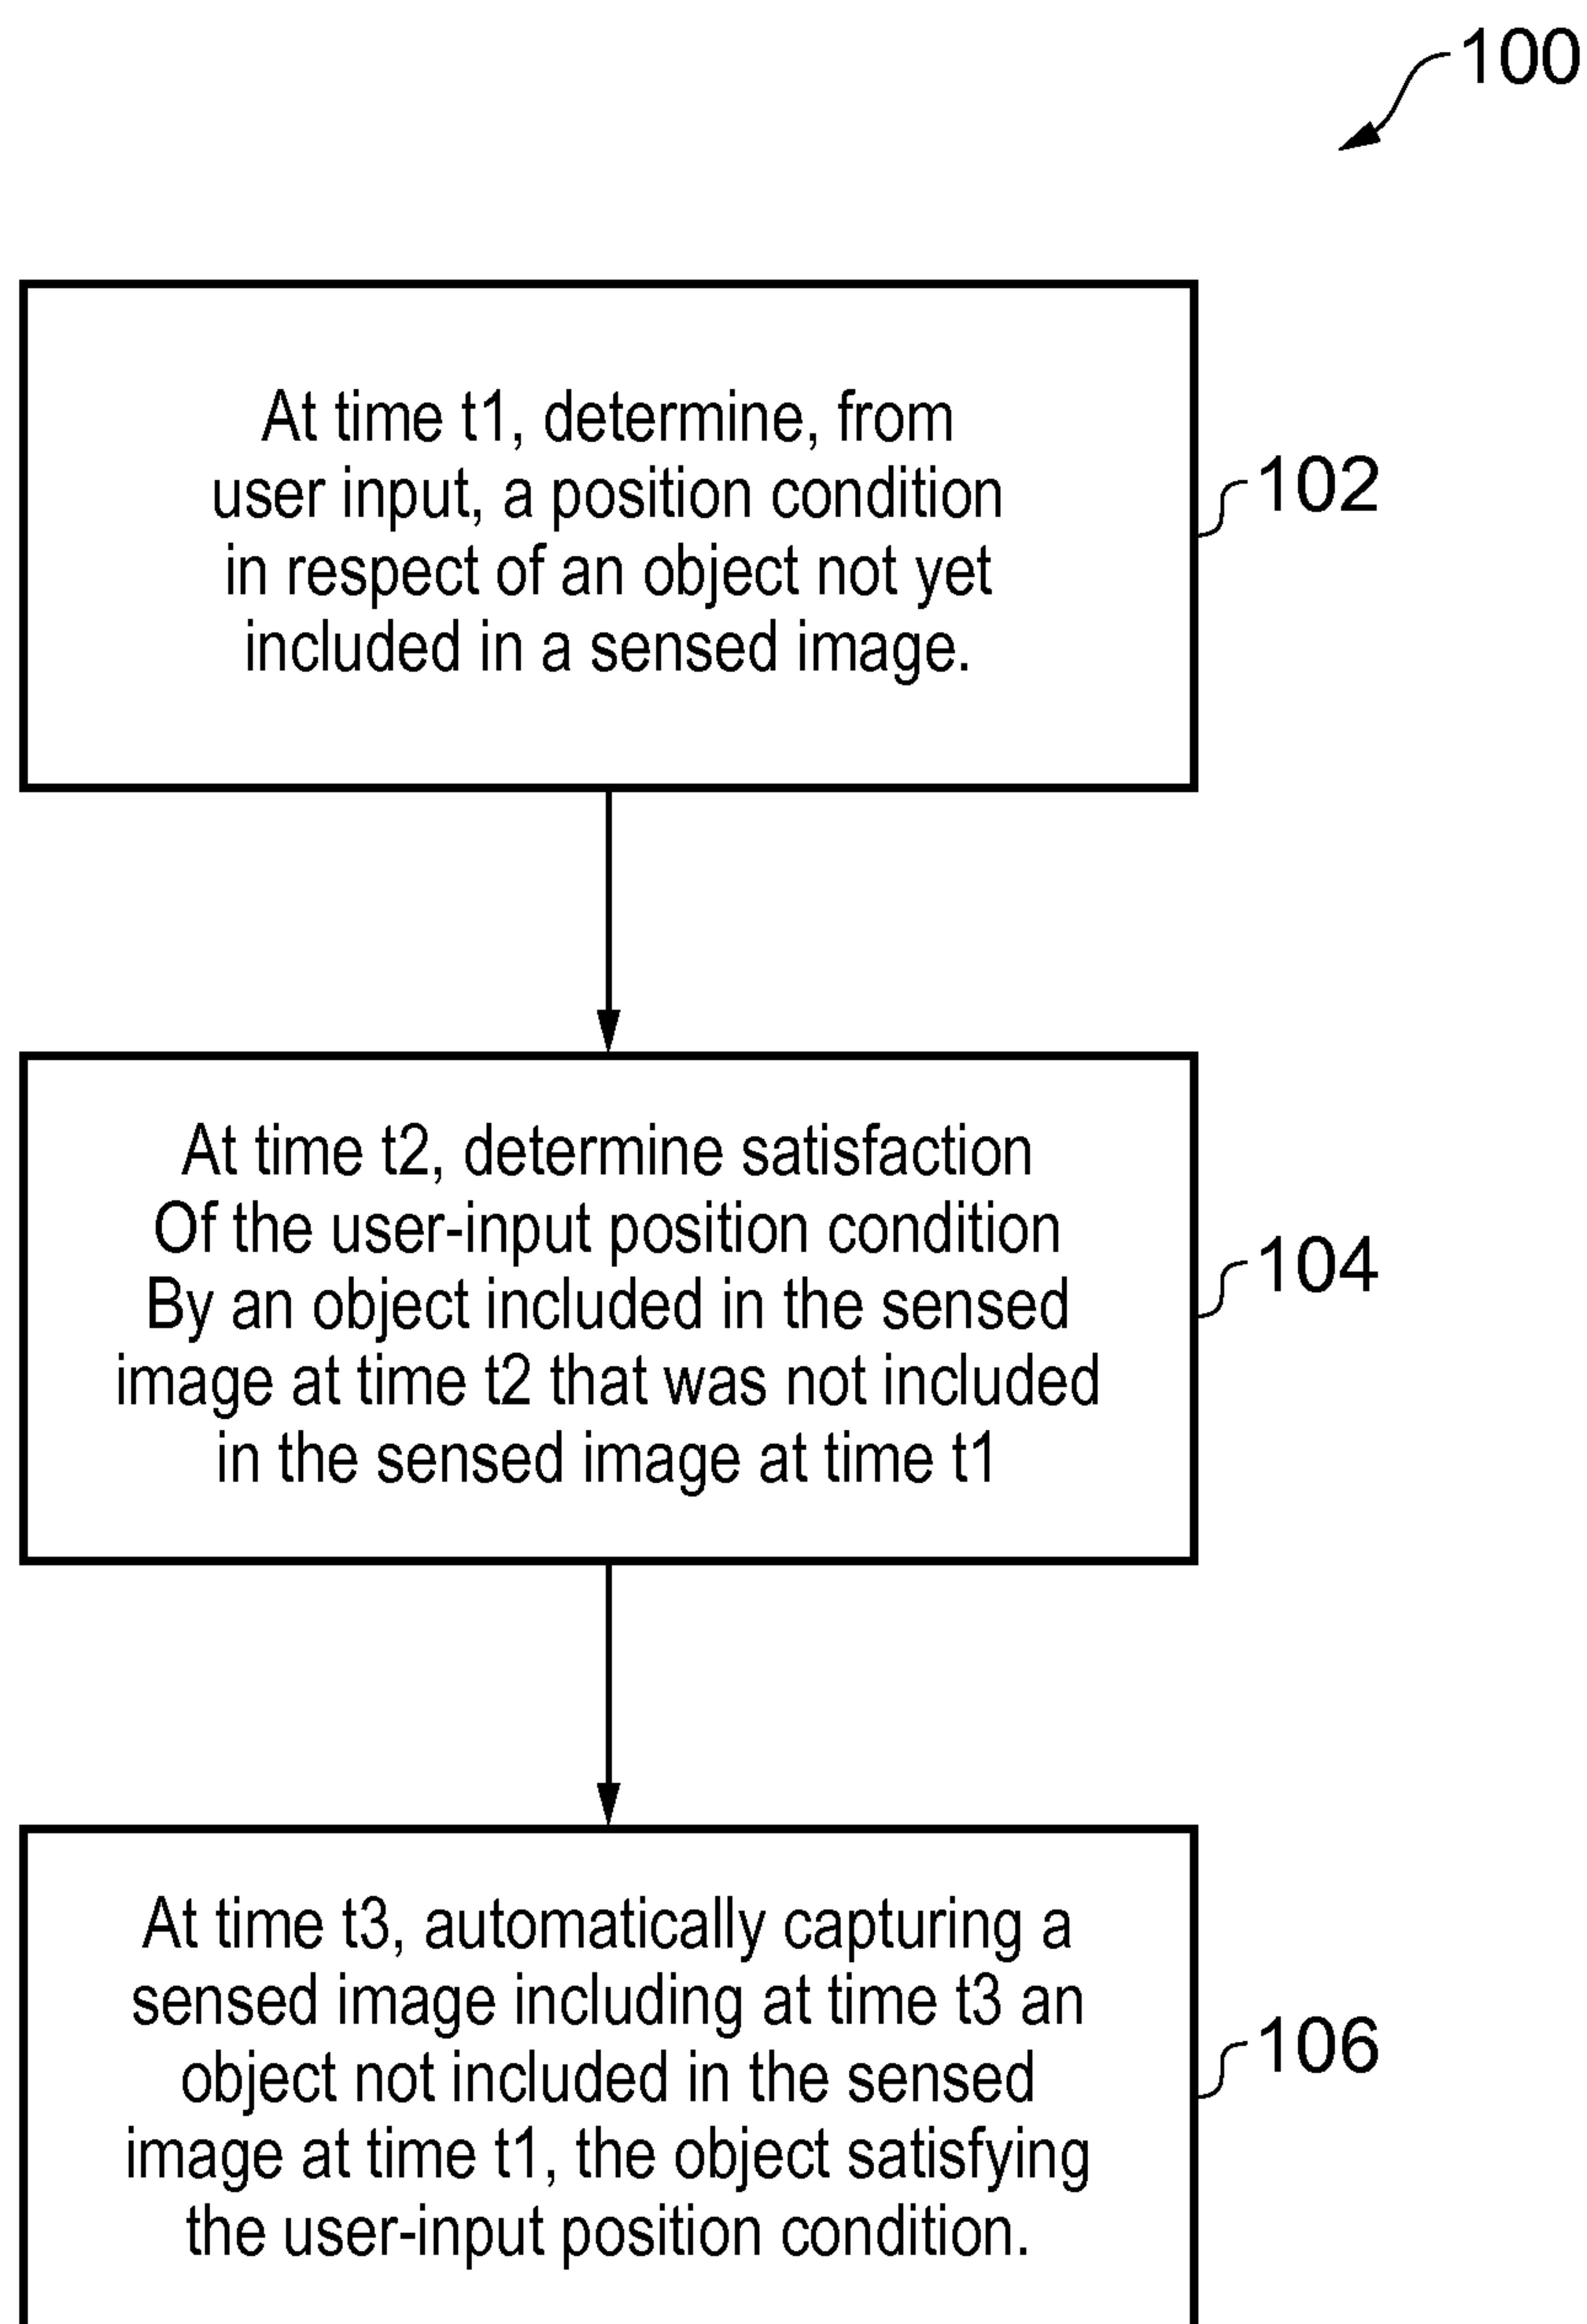 100
At time t1, determine, from
user input, a position condition
in respect of an object not yet
included in a sensed image.
102
At time t2, determine satisfaction
Of the user-input position condition
By an object included in the sensed
image at time t2 that was not included
in the sensed image at time t1
104
At time t3, automatically capturing a
sensed image including at time t3 an
object not included in the sensed
image at time t1, the object satisfying
the user-input position condition.
106